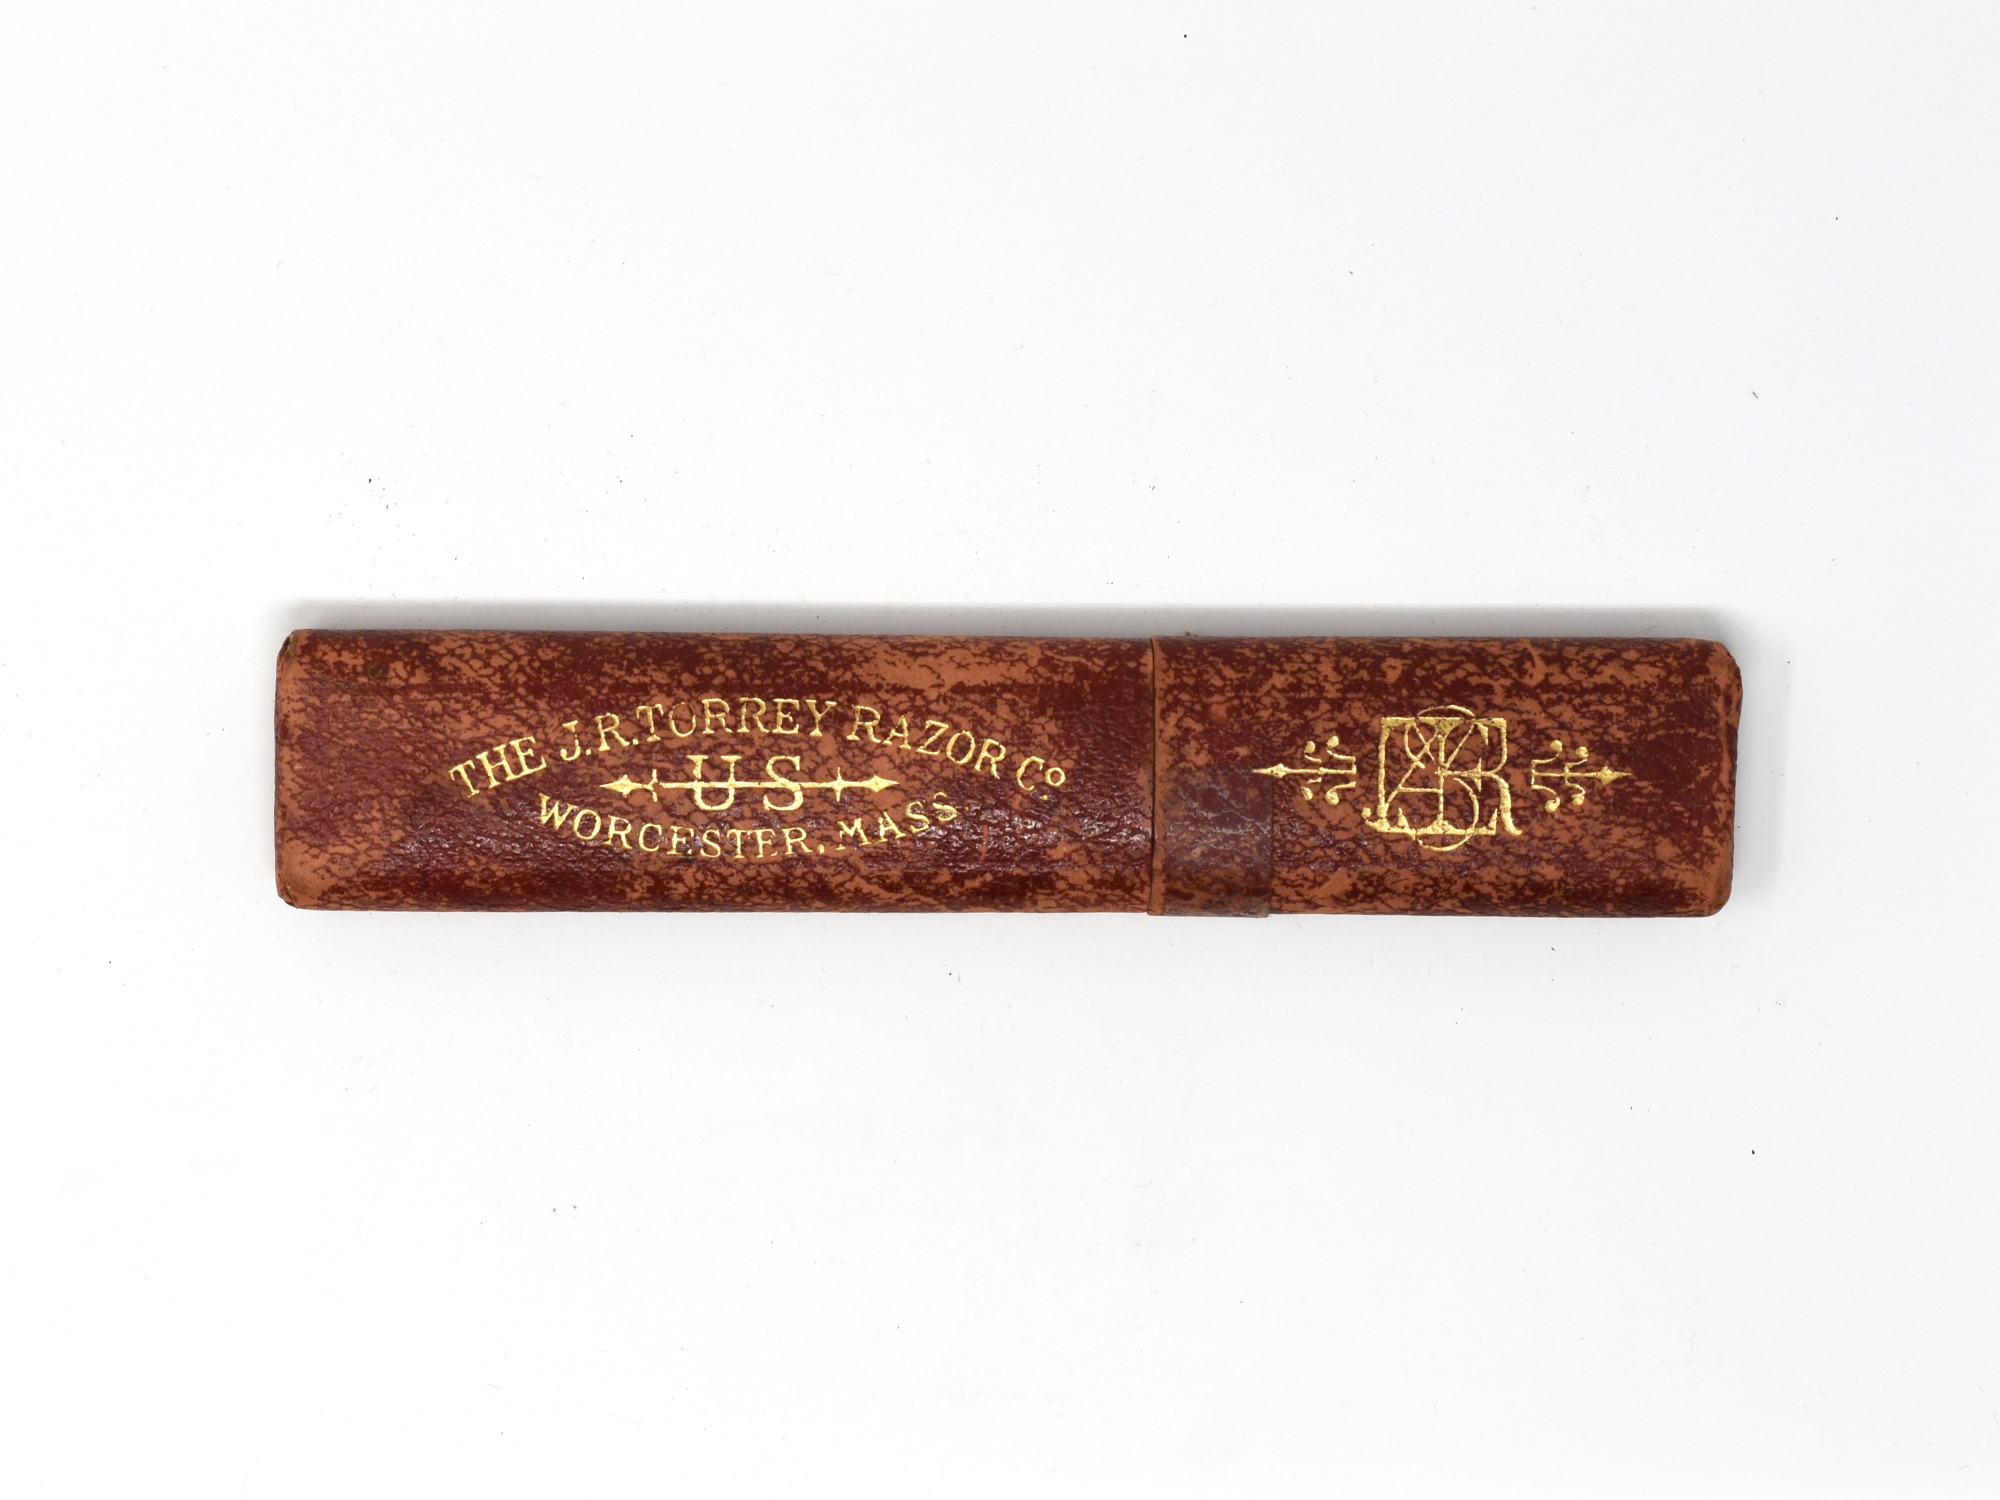 THE J.R.TORREY RAZOR Cº.
US
WORCESTER, MASS